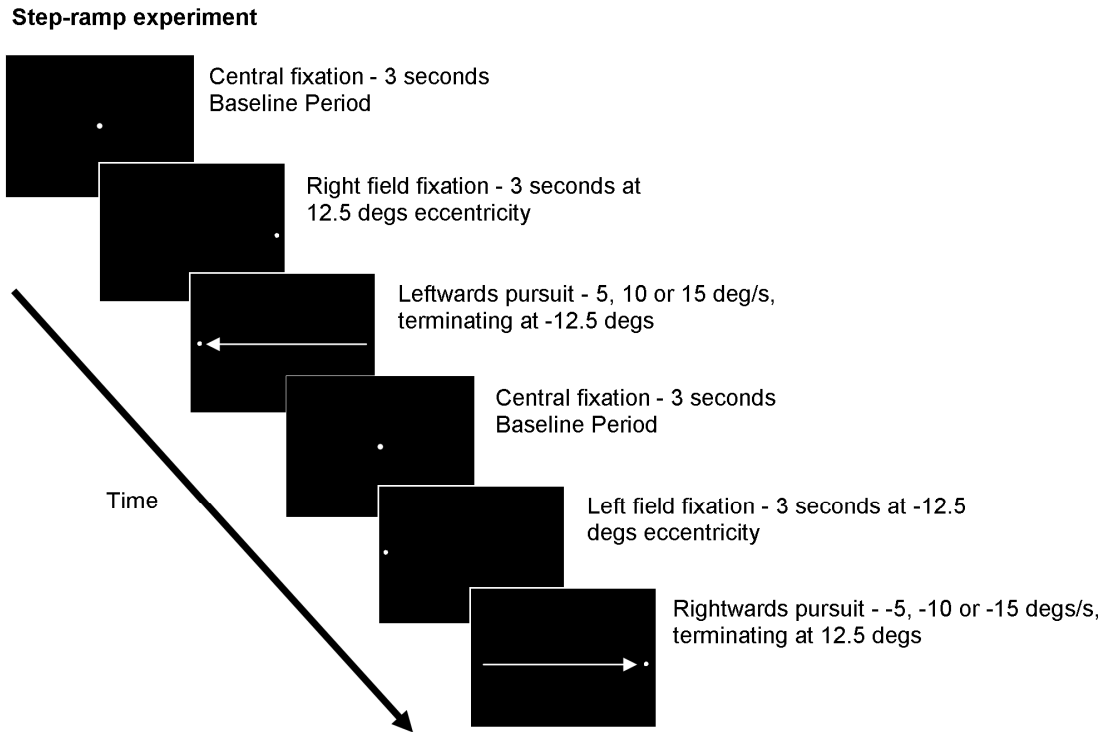 Step-ramp experiment
Central fixation - 3 seconds
Baseline Period
Right field fixation - 3 seconds at
12.5 degs eccentricity
Leftwards pursuit - 5, 10 or 15 deg/s,
terminating at -12.5 degs
Central fixation - 3 seconds
Baseline Period
Time
Left field fixation - 3 seconds at -12.5
degs eccentricity
Rightwards pursuit - -5, -10 or -15 degs/s,
terminating at 12.5 degs